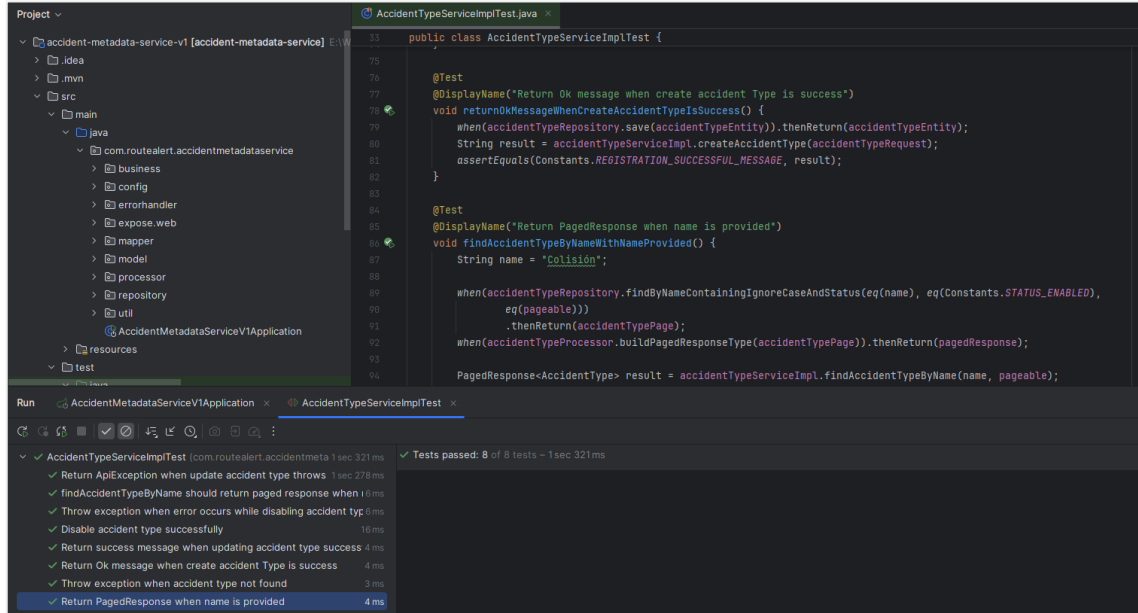 Project
accident-metadata-service-v1 [accident-metadata-service] E:\W
.idea
.mvn
src
main
java
com.routealert.accidentmetadataservice
business
config
errorhandler
expose.web
mapper
model
processor
repository
util
AccidentMetadataServiceV1Application
resources
test
java
AccidentTypeServiceImplTest.java
33 public class AccidentTypeServiceImplTest {
75
76 @Test
77 @DisplayName("Return Ok message when create accident Type is success")
78 void returnOkMessageWhenCreateAccidentTypeIsSuccess() {
79 when(accidentTypeRepository.save(accidentTypeEntity)).thenReturn(accidentTypeEntity);
80 String result = accidentTypeServiceImpl.createAccidentType(accidentTypeRequest);
81 assertEquals(Constants.REGISTRATION_SUCCESSFUL_MESSAGE, result);
82 }
83
84 @Test
85 @DisplayName("Return PagedResponse when name is provided")
86 void findAccidentTypeByNameWithNameProvided() {
87 String name = "Colisión";
88
89 when(accidentTypeRepository.findByNameContainingIgnoreCaseAndStatus(eq(name), eq(Constants.STATUS_ENABLED),
90 eq(pageable)))
91 .thenReturn(accidentTypePage);
92 when(accidentTypeProcessor.buildPagedResponseType(accidentTypePage)).thenReturn(pagedResponse);
93
94 PagedResponse<AccidentType> result = accidentTypeServiceImpl.findAccidentTypeByName(name, pageable);
Run AccidentMetadataServiceV1Application AccidentTypeServiceImplTest
AccidentTypeServiceImplTest (com.routealert.accidentmeta 1 sec 321 ms
Return ApiException when update accident type throws 1 sec 278 ms
findAccidentTypeByName should return paged response when 6 ms
Throw exception when error occurs while disabling accident typ 6 ms
Disable accident type successfully 16 ms
Return success message when updating accident type success 4 ms
Return Ok message when create accident Type is success 4 ms
Throw exception when accident type not found 3 ms
Return PagedResponse when name is provided 4 ms
Tests passed: 8 of 8 tests – 1 sec 321 ms